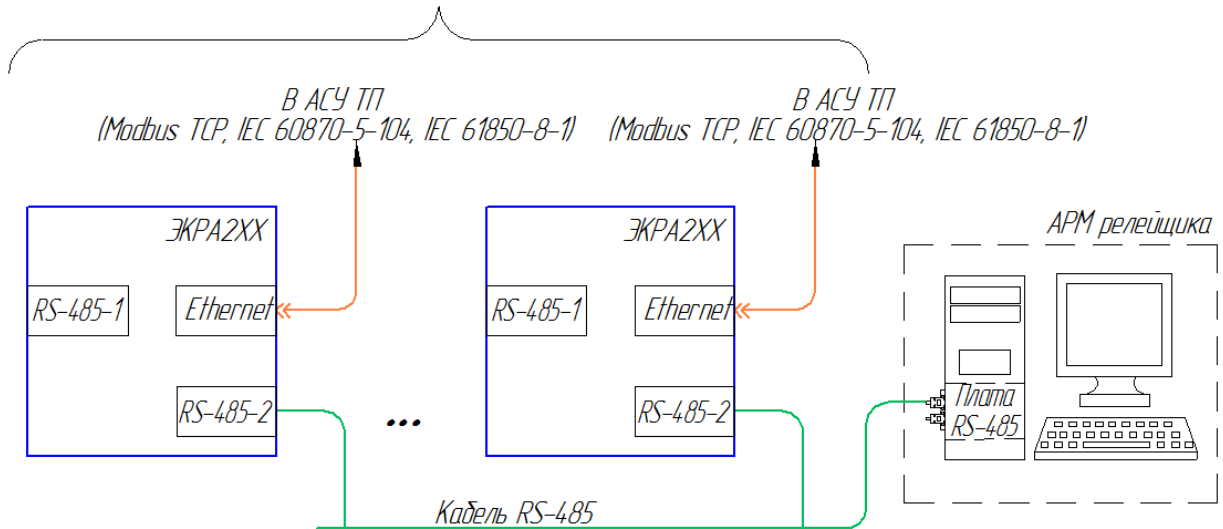 В АСУ ТП
(Modbus TCP, IEC 60870-5-104, IEC 61850-8-1)
В АСУ ТП
(Modbus TCP, IEC 60870-5-104, IEC 61850-8-1)
ЭКРА2XX
RS-485-1
Ethernet
RS-485-2
...
ЭКРА2XX
RS-485-1
Ethernet
RS-485-2
АРМ релейщика
Плата
RS-485
Кабель RS-485